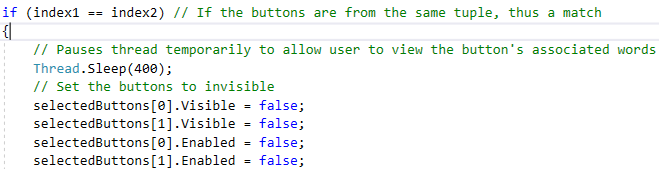 if (index1 == index2) // If the buttons are from the same tuple, thus a match
{
// Pauses thread temporarily to allow user to view the button's associated words
Thread.Sleep(400);
// Set the buttons to invisible
selectedButtons[0].Visible = false;
selectedButtons[1].Visible = false;
selectedButtons[0].Enabled = false;
selectedButtons[1].Enabled = false;